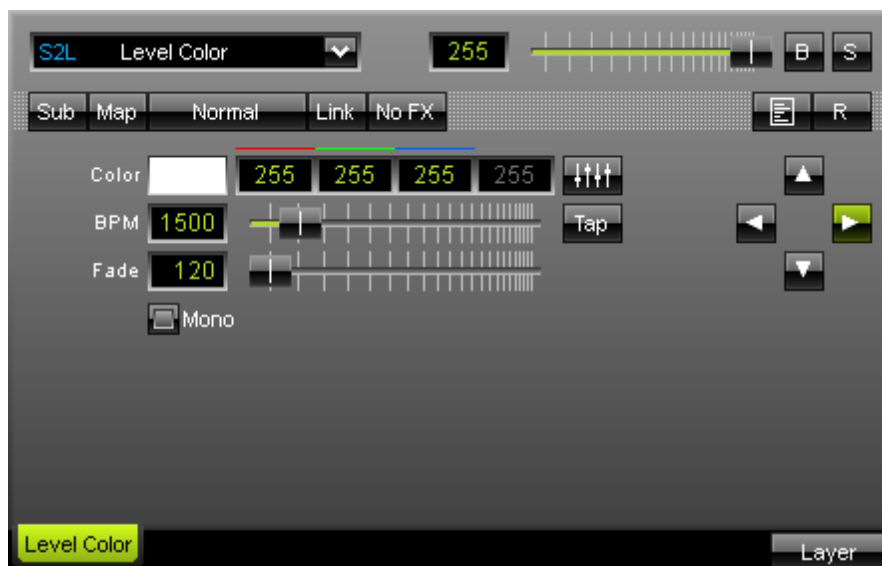 S2L Level Color 255 B S
Sub Map Normal Link No FX R
Color 255 255 255 255
BPM 1500 Tap
Fade 120
Mono
Level Color Layer